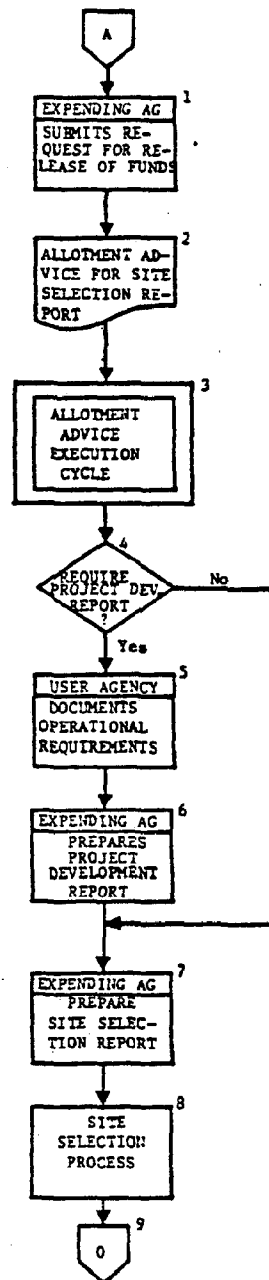 A
1
EXPENDING AG
SUBMITS RE-
QUEST FOR RE-
LEASE OF FUNDS
2
ALLOTMENT AD-
VICE FOR SITE
SELECTION RE-
PORT
3
ALLOTMENT
ADVICE
EXECUTION
CYCLE
4
REQUIRE
PROJECT DEV.
REPORT
?
No
Yes
5
USER AGENCY
DOCUMENTS
OPERATIONAL
REQUIREMENTS
6
EXPENDING AG
PREPARES
PROJECT
DEVELOPMENT
REPORT
7
EXPENDING AG
PREPARE
SITE SELEC-
TION REPORT
8
SITE
SELECTION
PROCESS
9
O